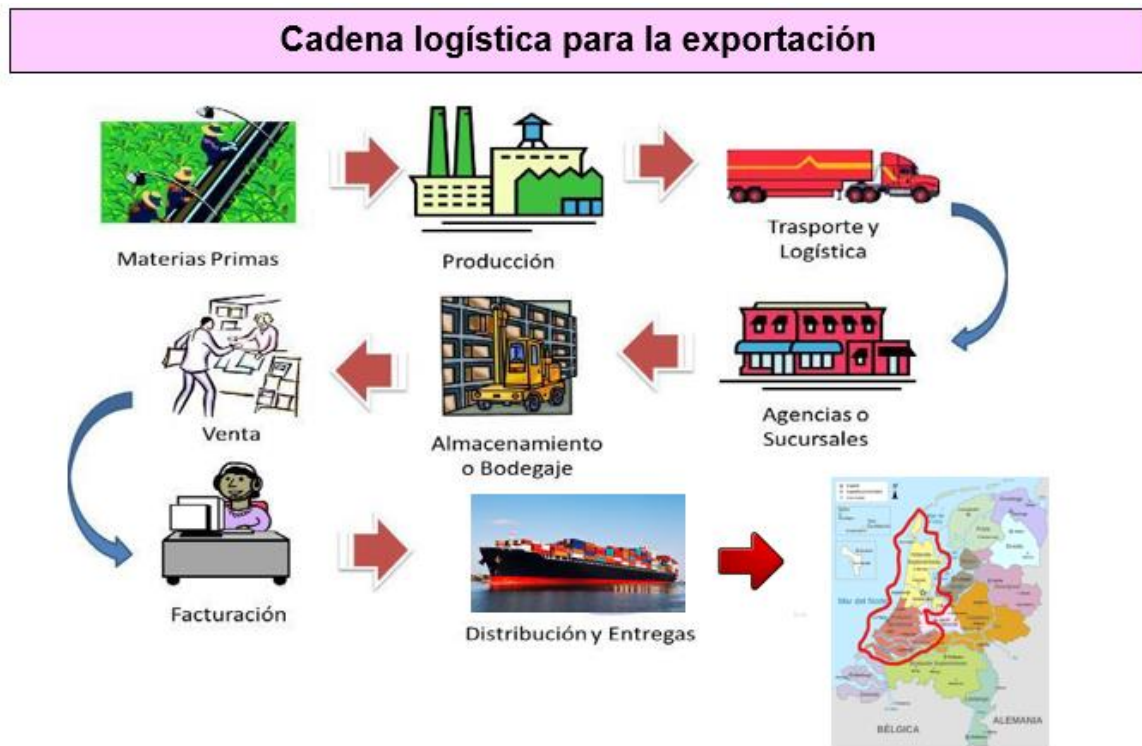 Cadena logística para la exportación
Materias Primas
Producción
Trasporte y
Logística
Agencias o
Sucursales
Almacenamiento
o Bodegaje
Venta
Facturación
Distribución y Entregas
Mar del Norte
BÉLGICA
ALEMANIA